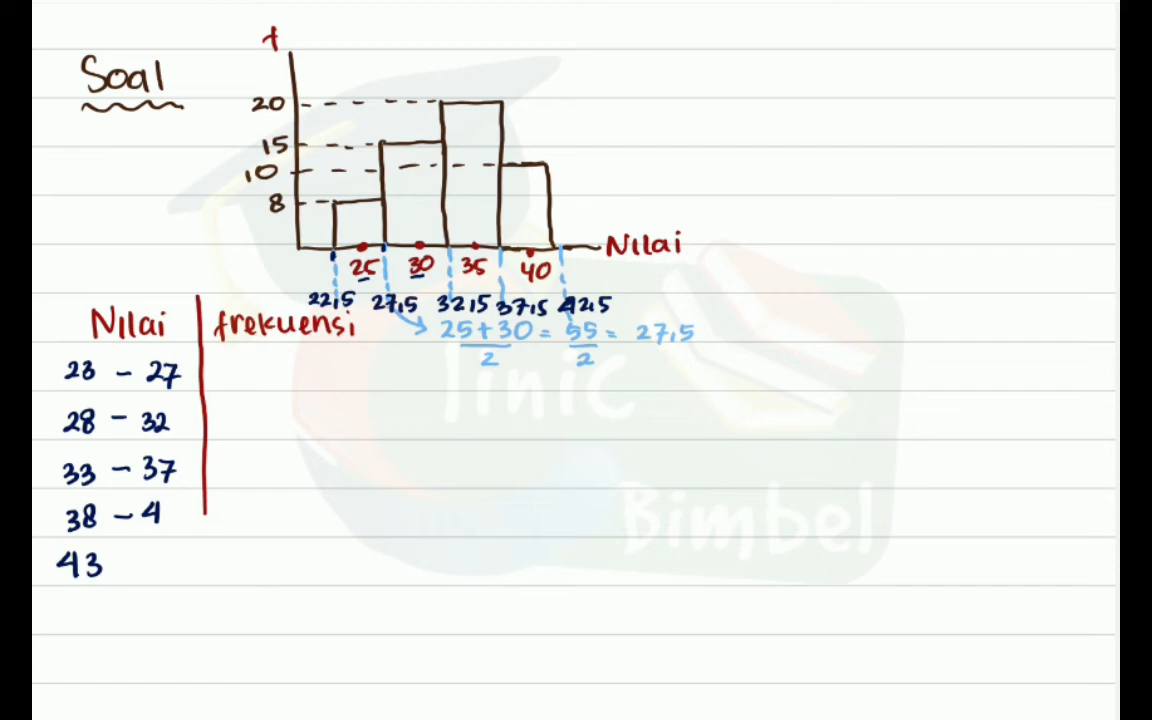 f
Soal
20
15
10
8
Nilai
25 30 35 40
22,5 27,5 32,5 37,5 42,5
25+30 = 55 = 27,5
2 2
Nilai frekuensi
23 - 27
28 - 32
33 - 37
38 - 4
43
linic
Bimbel